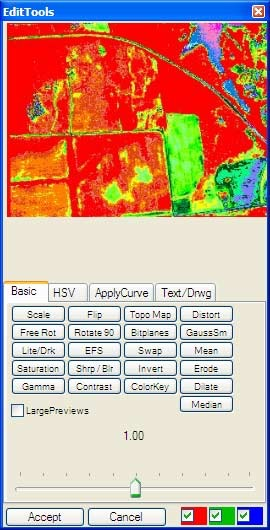 EditTools
Basic HSV ApplyCurve Text/Drwg
Scale Flip Topo Map Distort
Free Rot Rotate 90 Bitplanes GaussSm
Lite/Drk EFS Swap Mean
Saturation Shrp / Blr Invert Erode
Gamma Contrast ColorKey Dilate
LargePreviews Median
1.00
Accept Cancel